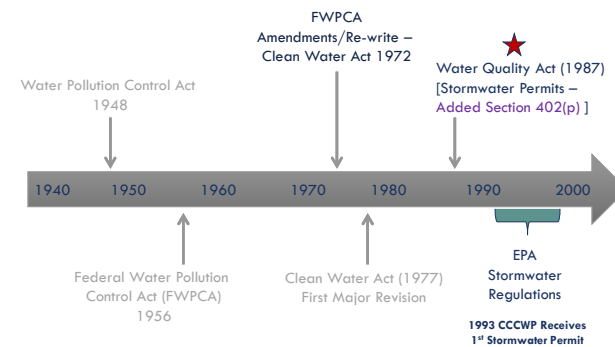 FWPCA
Amendments/Re-write –
Clean Water Act 1972
Water Quality Act (1987)
[Stormwater Permits –
Added Section 402(p) ]
Water Pollution Control Act
1948
1940 1950 1960 1970 1980 1990 2000
Federal Water Pollution
Control Act (FWPCA)
1956
Clean Water Act (1977)
First Major Revision
EPA
Stormwater
Regulations
1993 CCCWP Receives
1st Stormwater Permit